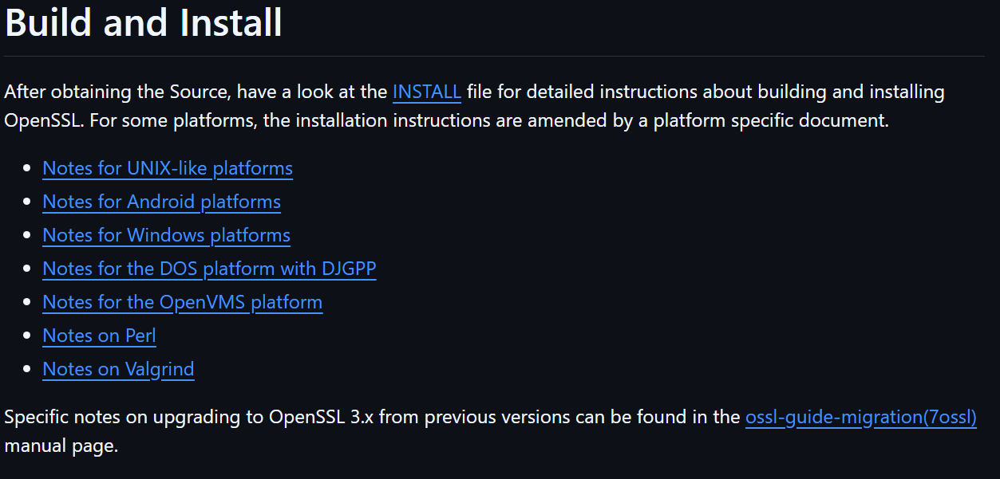 Build and Install
After obtaining the Source, have a look at the INSTALL file for detailed instructions about building and installing
OpenSSL. For some platforms, the installation instructions are amended by a platform specific document.
Notes for UNIX-like platforms
Notes for Android platforms
Notes for Windows platforms
Notes for the DOS platform with DJGPP
Notes for the OpenVMS platform
Notes on Perl
Notes on Valgrind
Specific notes on upgrading to OpenSSL 3.x from previous versions can be found in the ossl-guide-migration(7ossl)
manual page.